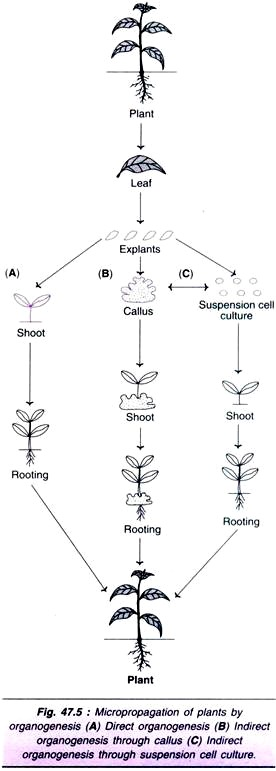 Plant
Leaf
Explants
(A)
(B)
(C)
Shoot
Callus
Suspension cell
culture
Shoot
Shoot
Rooting
Rooting
Rooting
Plant
Fig. 47.5 : Micropropagation of plants by
organogenesis (A) Direct organogenesis (B) Indirect
organogenesis through callus (C) Indirect
organogenesis through suspension cell culture.